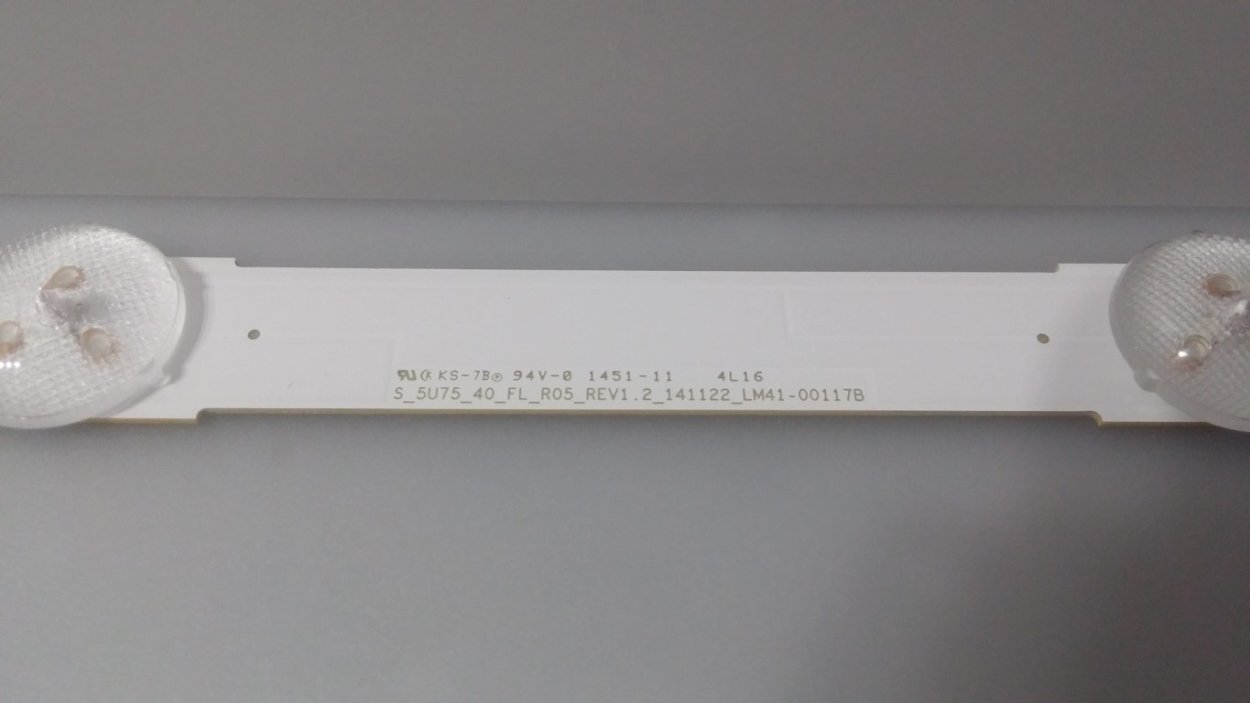 KS-7B 94V-0 1451-11 4L16
S_5U75_40_FL_R05_REV1.2_141122_LM41-00117B